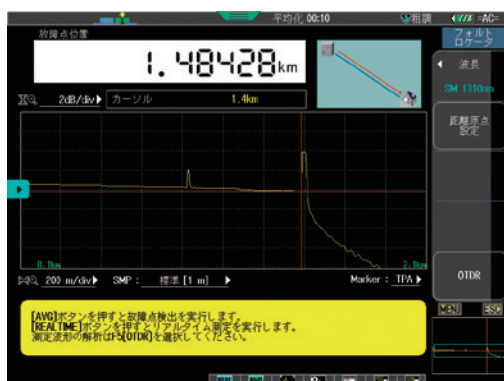 平均化 00:10 粗調 =AC=
故障点位置
フォルト
ロケータ
1.48428km
波長
SM 1310nm
2dB/div カーソル 1.4km
距離原点
設定
0.1km 2.1km
200 m/div SMP : 標準 [1 m] Marker : TPA
OTDR
MENU ESC
[AVG]ボタンを押すと故障点検出を実行します。
[REALTIME]ボタンを押すとリアルタイム測定を実行します。
測定波形の解析はF5[OTDR]を選択してください。